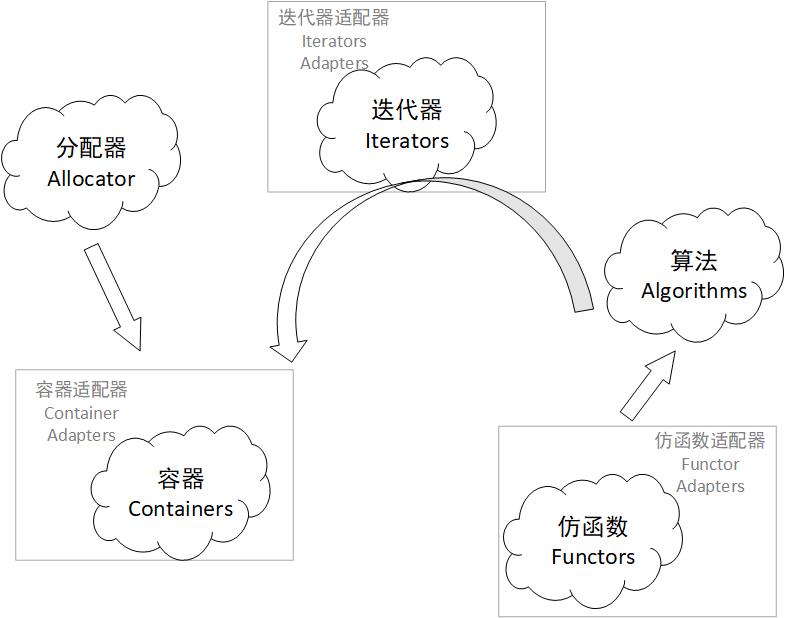 迭代器适配器
Iterators
Adapters
迭代器
Iterators
分配器
Allocator
算法
Algorithms
容器适配器
Container
Adapters
容器
Containers
仿函数适配器
Functor
Adapters
仿函数
Functors